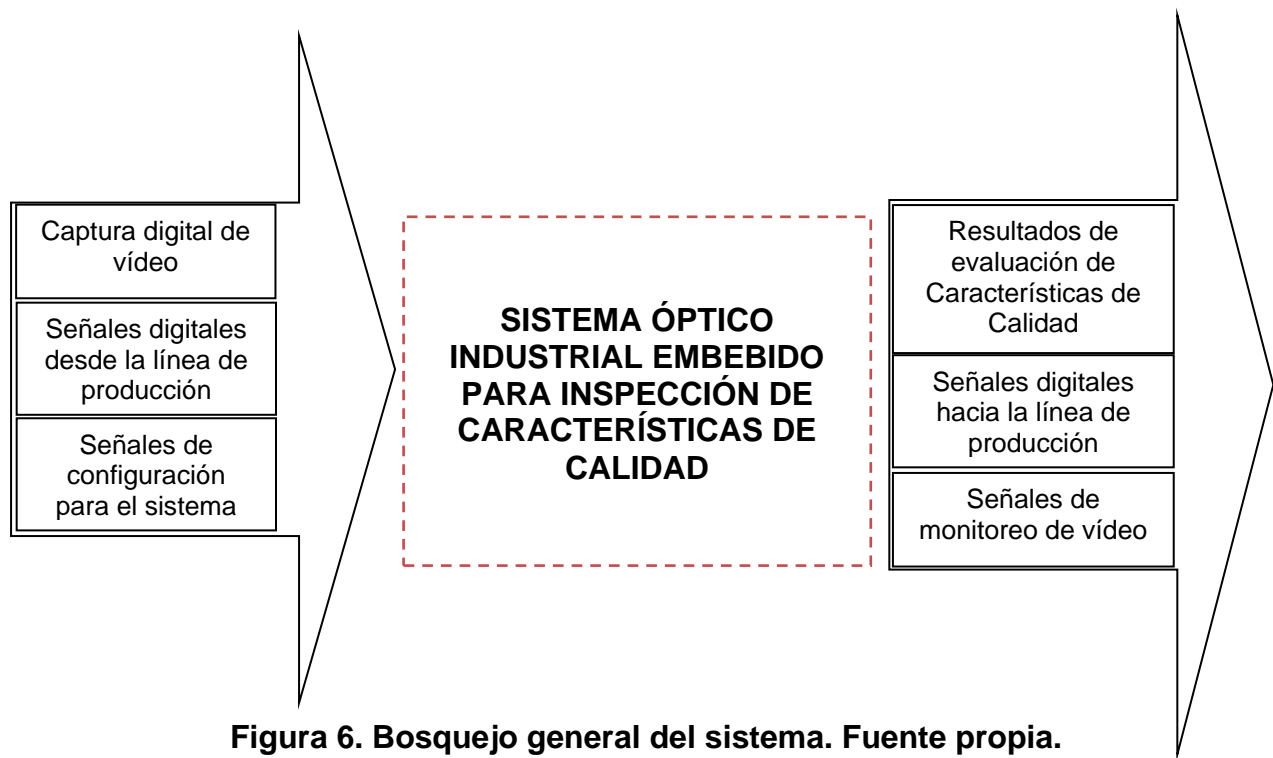 Captura digital de
vídeo
Señales digitales
desde la línea de
producción
Señales de
configuración
para el sistema
SISTEMA ÓPTICO
INDUSTRIAL EMBEBIDO
PARA INSPECCIÓN DE
CARACTERÍSTICAS DE
CALIDAD
Resultados de
evaluación de
Características de
Calidad
Señales digitales
hacia la línea de
producción
Señales de
monitoreo de vídeo
Figura 6. Bosquejo general del sistema. Fuente propia.